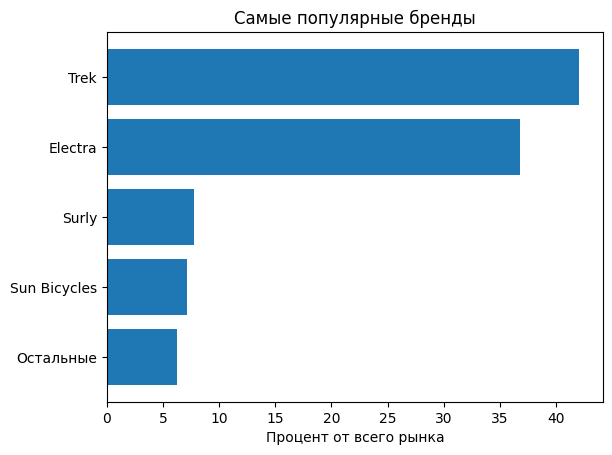 Самые популярные бренды
Trek
Electra
Surly
Sun Bicycles
Остальные
0 5 10 15 20 25 30 35 40
Процент от всего рынка